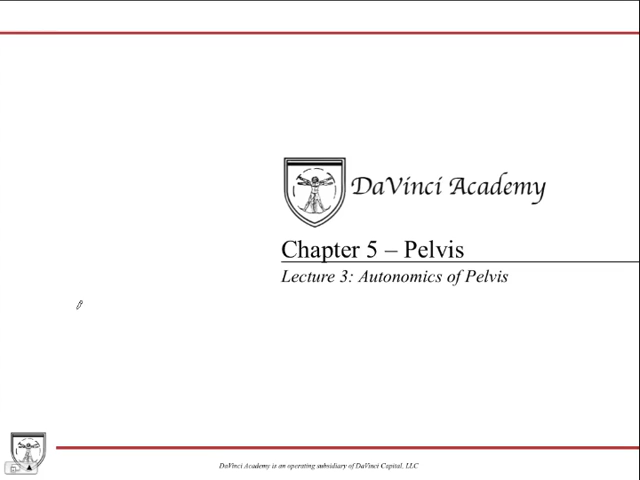 DaVinci Academy
Chapter 5 – Pelvis
Lecture 3: Autonomics of Pelvis
DaVinci Academy is an operating subsidiary of DaVinci Capital, LLC